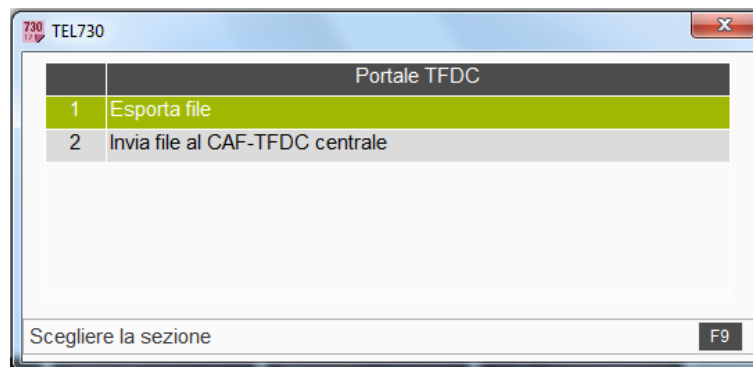 730 TEL730 X
Portale TFDC
1 Esporta file
2 Invia file al CAF-TFDC centrale
Scegliere la sezione F9